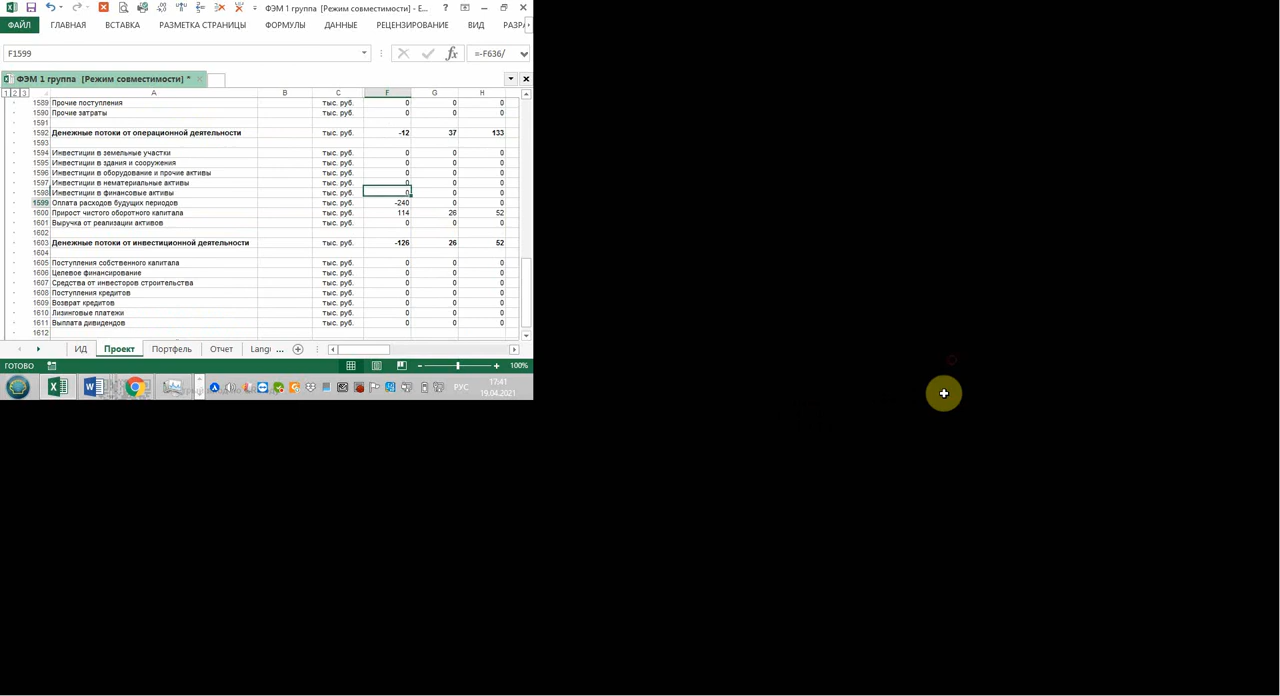 ФЭМ 1 группа [Режим совместимости] - E...
ФАЙЛ ГЛАВНАЯ ВСТАВКА РАЗМЕТКА СТРАНИЦЫ ФОРМУЛЫ ДАННЫЕ РЕЦЕНЗИРОВАНИЕ ВИД РАЗРА
F1599 fx =-F636/
ФЭМ 1 группа [Режим совместимости] *
1 2 3 A B C F G H
1589 Прочие поступления тыс. руб. 0 0 0
1590 Прочие затраты тыс. руб. 0 0 0
1591
1592 Денежные потоки от операционной деятельности тыс. руб. -12 37 133
1593
1594 Инвестиции в земельные участки тыс. руб. 0 0 0
1595 Инвестиции в здания и сооружения тыс. руб. 0 0 0
1596 Инвестиции в оборудование и прочие активы тыс. руб. 0 0 0
1597 Инвестиции в нематериальные активы тыс. руб. 0 0 0
1598 Инвестиции в финансовые активы тыс. руб. 0 0 0
1599 Оплата расходов будущих периодов тыс. руб. -240 0 0
1600 Прирост чистого оборотного капитала тыс. руб. 114 26 52
1601 Выручка от реализации активов тыс. руб. 0 0 0
1602
1603 Денежные потоки от инвестиционной деятельности тыс. руб. -126 26 52
1604
1605 Поступления собственного капитала тыс. руб. 0 0 0
1606 Целевое финансирование тыс. руб. 0 0 0
1607 Средства от инвесторов строительства тыс. руб. 0 0 0
1608 Поступления кредитов тыс. руб. 0 0 0
1609 Возврат кредитов тыс. руб. 0 0 0
1610 Лизинговые платежи тыс. руб. 0 0 0
1611 Выплата дивидендов тыс. руб. 0 0 0
1612
ИД Проект Портфель Отчет Langu ...
ГОТОВО 100%
РУС 17:41
19.04.2021